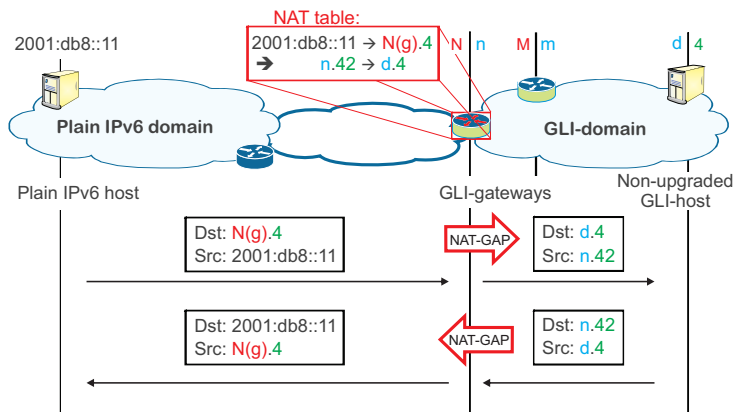 NAT table:
2001:db8::11
2001:db8::11 → N(g).4
➔ n.42 → d.4
N n
M m
d 4
Plain IPv6 domain
GLI-domain
Plain IPv6 host
GLI-gateways
Non-upgraded
GLI-host
Dst: N(g).4
Src: 2001:db8::11
NAT-GAP
Dst: d.4
Src: n.42
Dst: 2001:db8::11
Src: N(g).4
NAT-GAP
Dst: n.42
Src: d.4